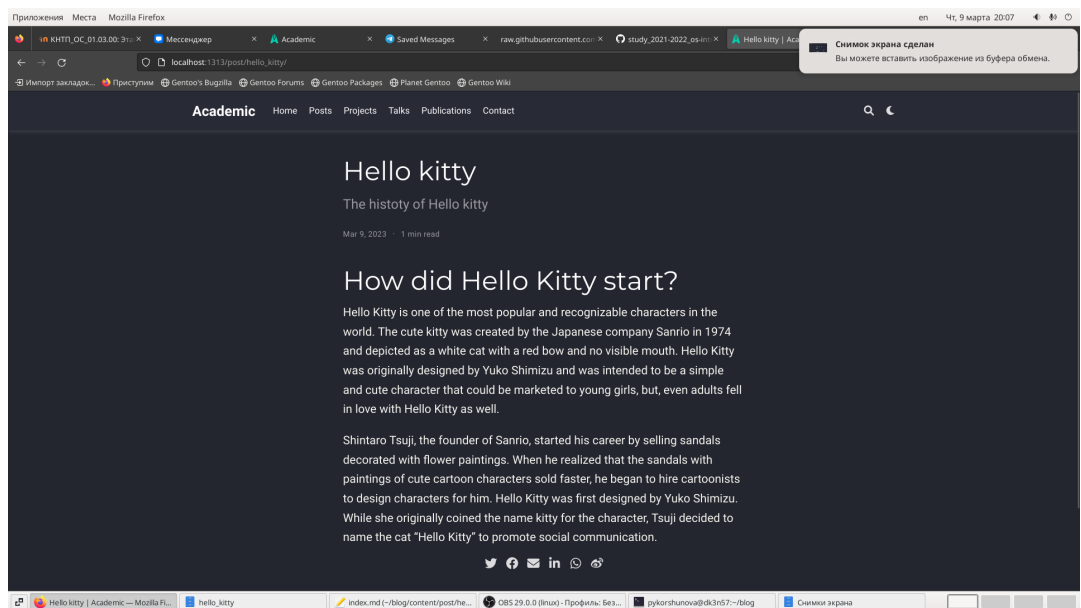 Приложения Места Mozilla Firefox en Чт, 9 марта 20:07
КНТП_ОС_01.03.00: Эта Мессенджер Academic Saved Messages raw.githubusercontent.con study_2021-2022_os-int Hello kitty | Aca
Снимок экрана сделан
Вы можете вставить изображение из буфера обмена.
localhost:1313/post/hello_kitty/
Импорт закладок... Приступим Gentoo's Bugzilla Gentoo Forums Gentoo Packages Planet Gentoo Gentoo Wiki
Academic Home Posts Projects Talks Publications Contact
Hello kitty
The histoty of Hello kitty
Mar 9, 2023 · 1 min read
How did Hello Kitty start?
Hello Kitty is one of the most popular and recognizable characters in the
world. The cute kitty was created by the Japanese company Sanrio in 1974
and depicted as a white cat with a red bow and no visible mouth. Hello Kitty
was originally designed by Yuko Shimizu and was intended to be a simple
and cute character that could be marketed to young girls, but, even adults fell
in love with Hello Kitty as well.
Shintaro Tsuji, the founder of Sanrio, started his career by selling sandals
decorated with flower paintings. When he realized that the sandals with
paintings of cute cartoon characters sold faster, he began to hire cartoonists
to design characters for him. Hello Kitty was first designed by Yuko Shimizu.
While she originally coined the name kitty for the character, Tsuji decided to
name the cat “Hello Kitty” to promote social communication.
Hello kitty | Academic — Mozilla Fi... hello_kitty index.md (~/blog/content/post/he... OBS 29.0.0 (linux) - Профиль: Без... pykorshunova@dk3n57:~/blog Снимки экрана